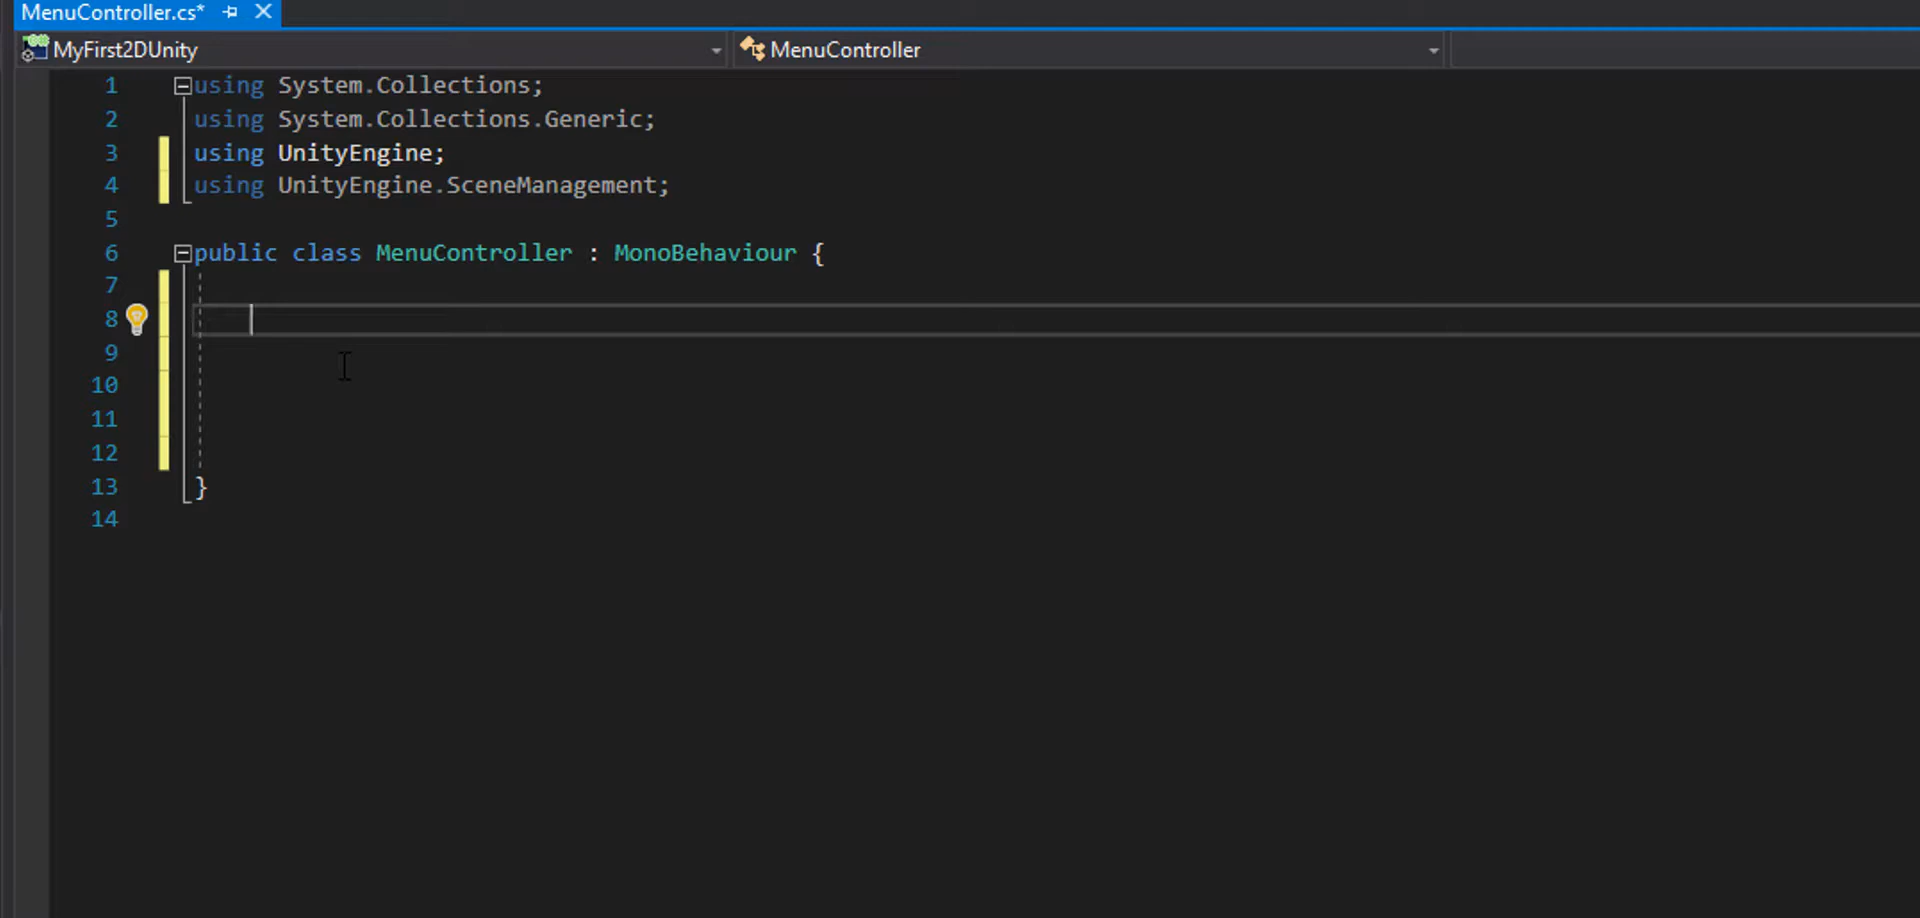 MenuController.cs*
MyFirst2DUnity MenuController
1 using System.Collections;
2 using System.Collections.Generic;
3 using UnityEngine;
4 using UnityEngine.SceneManagement;
5
6 public class MenuController : MonoBehaviour {
7
8
9
10
11
12
13 }
14